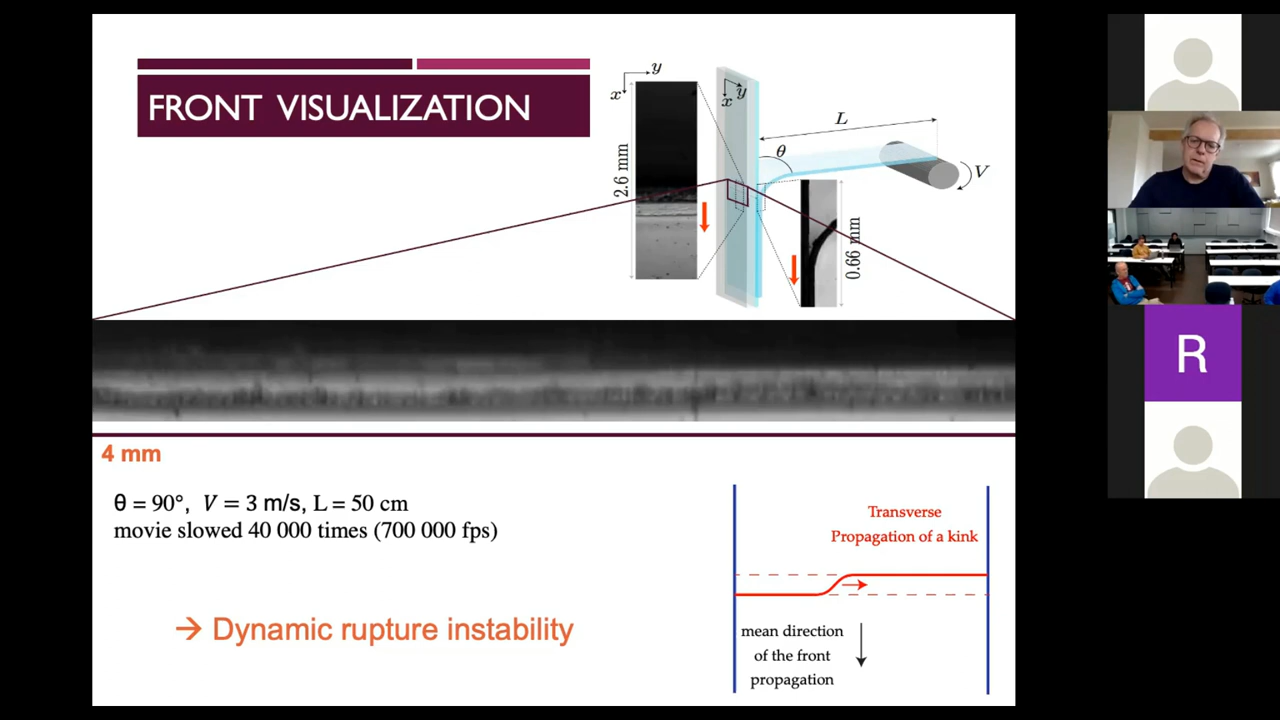 FRONT VISUALIZATION
y
x
2.6 mm
y
x
θ
L
V
0.66 mm
4 mm
θ = 90°, V = 3 m/s, L = 50 cm
movie slowed 40 000 times (700 000 fps)
→ Dynamic rupture instability
Transverse
Propagation of a kink
mean direction
of the front
propagation
R